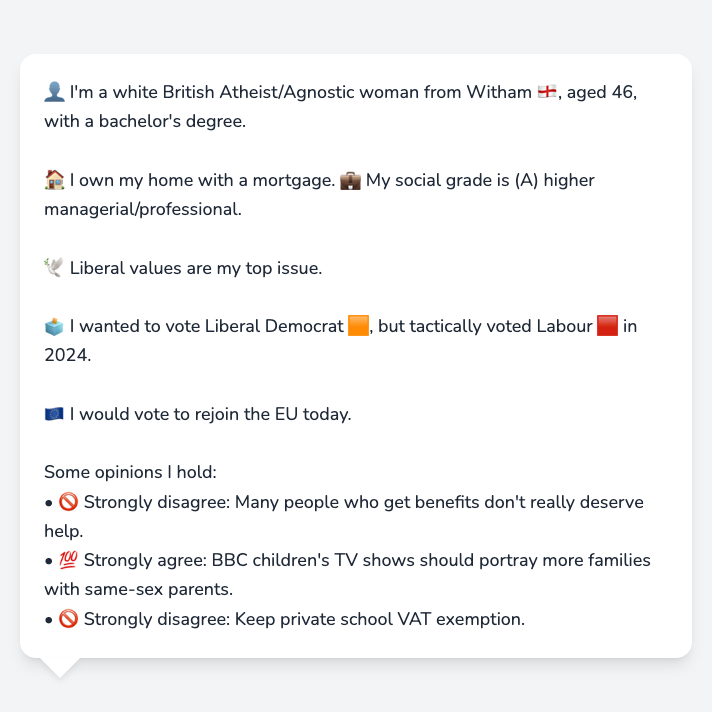 👤 I'm a white British Atheist/Agnostic woman from Witham 🏴󠁧󠁢󠁥󠁮󠁧󠁿, aged 46,
with a bachelor's degree.
🏠 I own my home with a mortgage. 💼 My social grade is (A) higher
managerial/professional.
🕊️ Liberal values are my top issue.
🗳️ I wanted to vote Liberal Democrat 🟧, but tactically voted Labour 🟥 in
2024.
🇪🇺 I would vote to rejoin the EU today.
Some opinions I hold:
• 🚫 Strongly disagree: Many people who get benefits don't really deserve
help.
• 💯 Strongly agree: BBC children's TV shows should portray more families
with same-sex parents.
• 🚫 Strongly disagree: Keep private school VAT exemption.